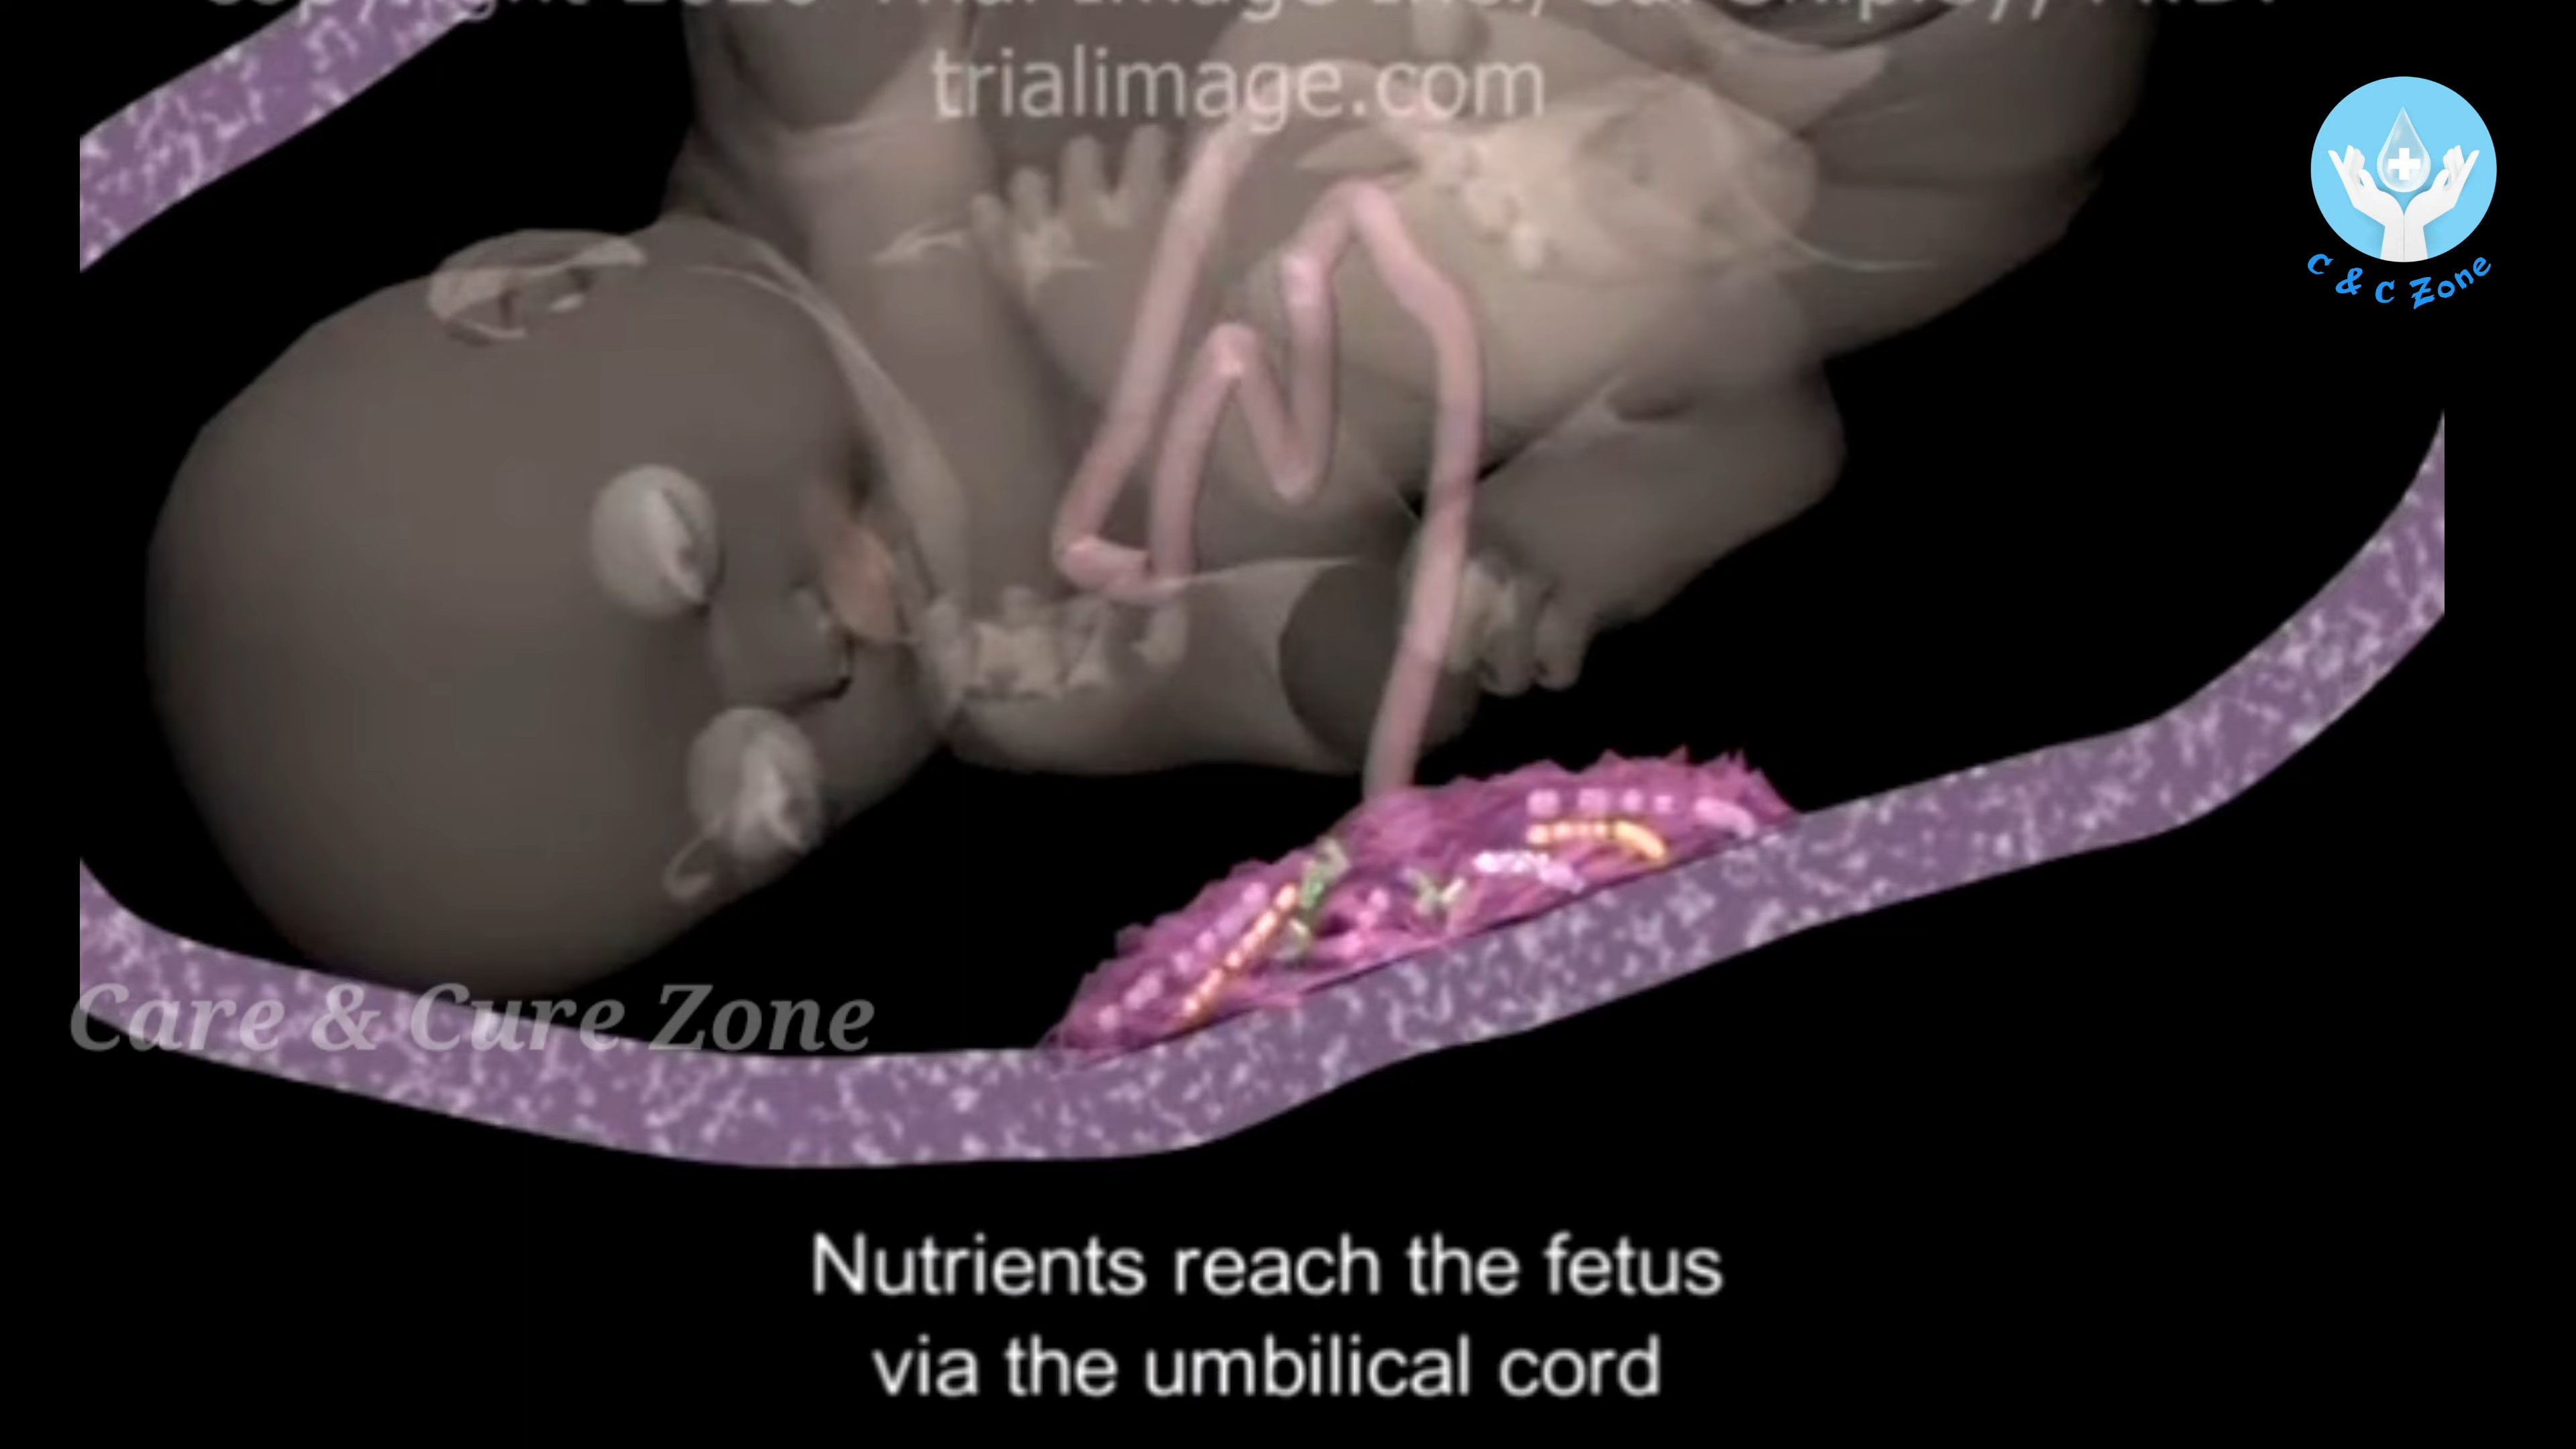 trialimage.com
C & C Zone
Care & Cure Zone
Nutrients reach the fetus
via the umbilical cord